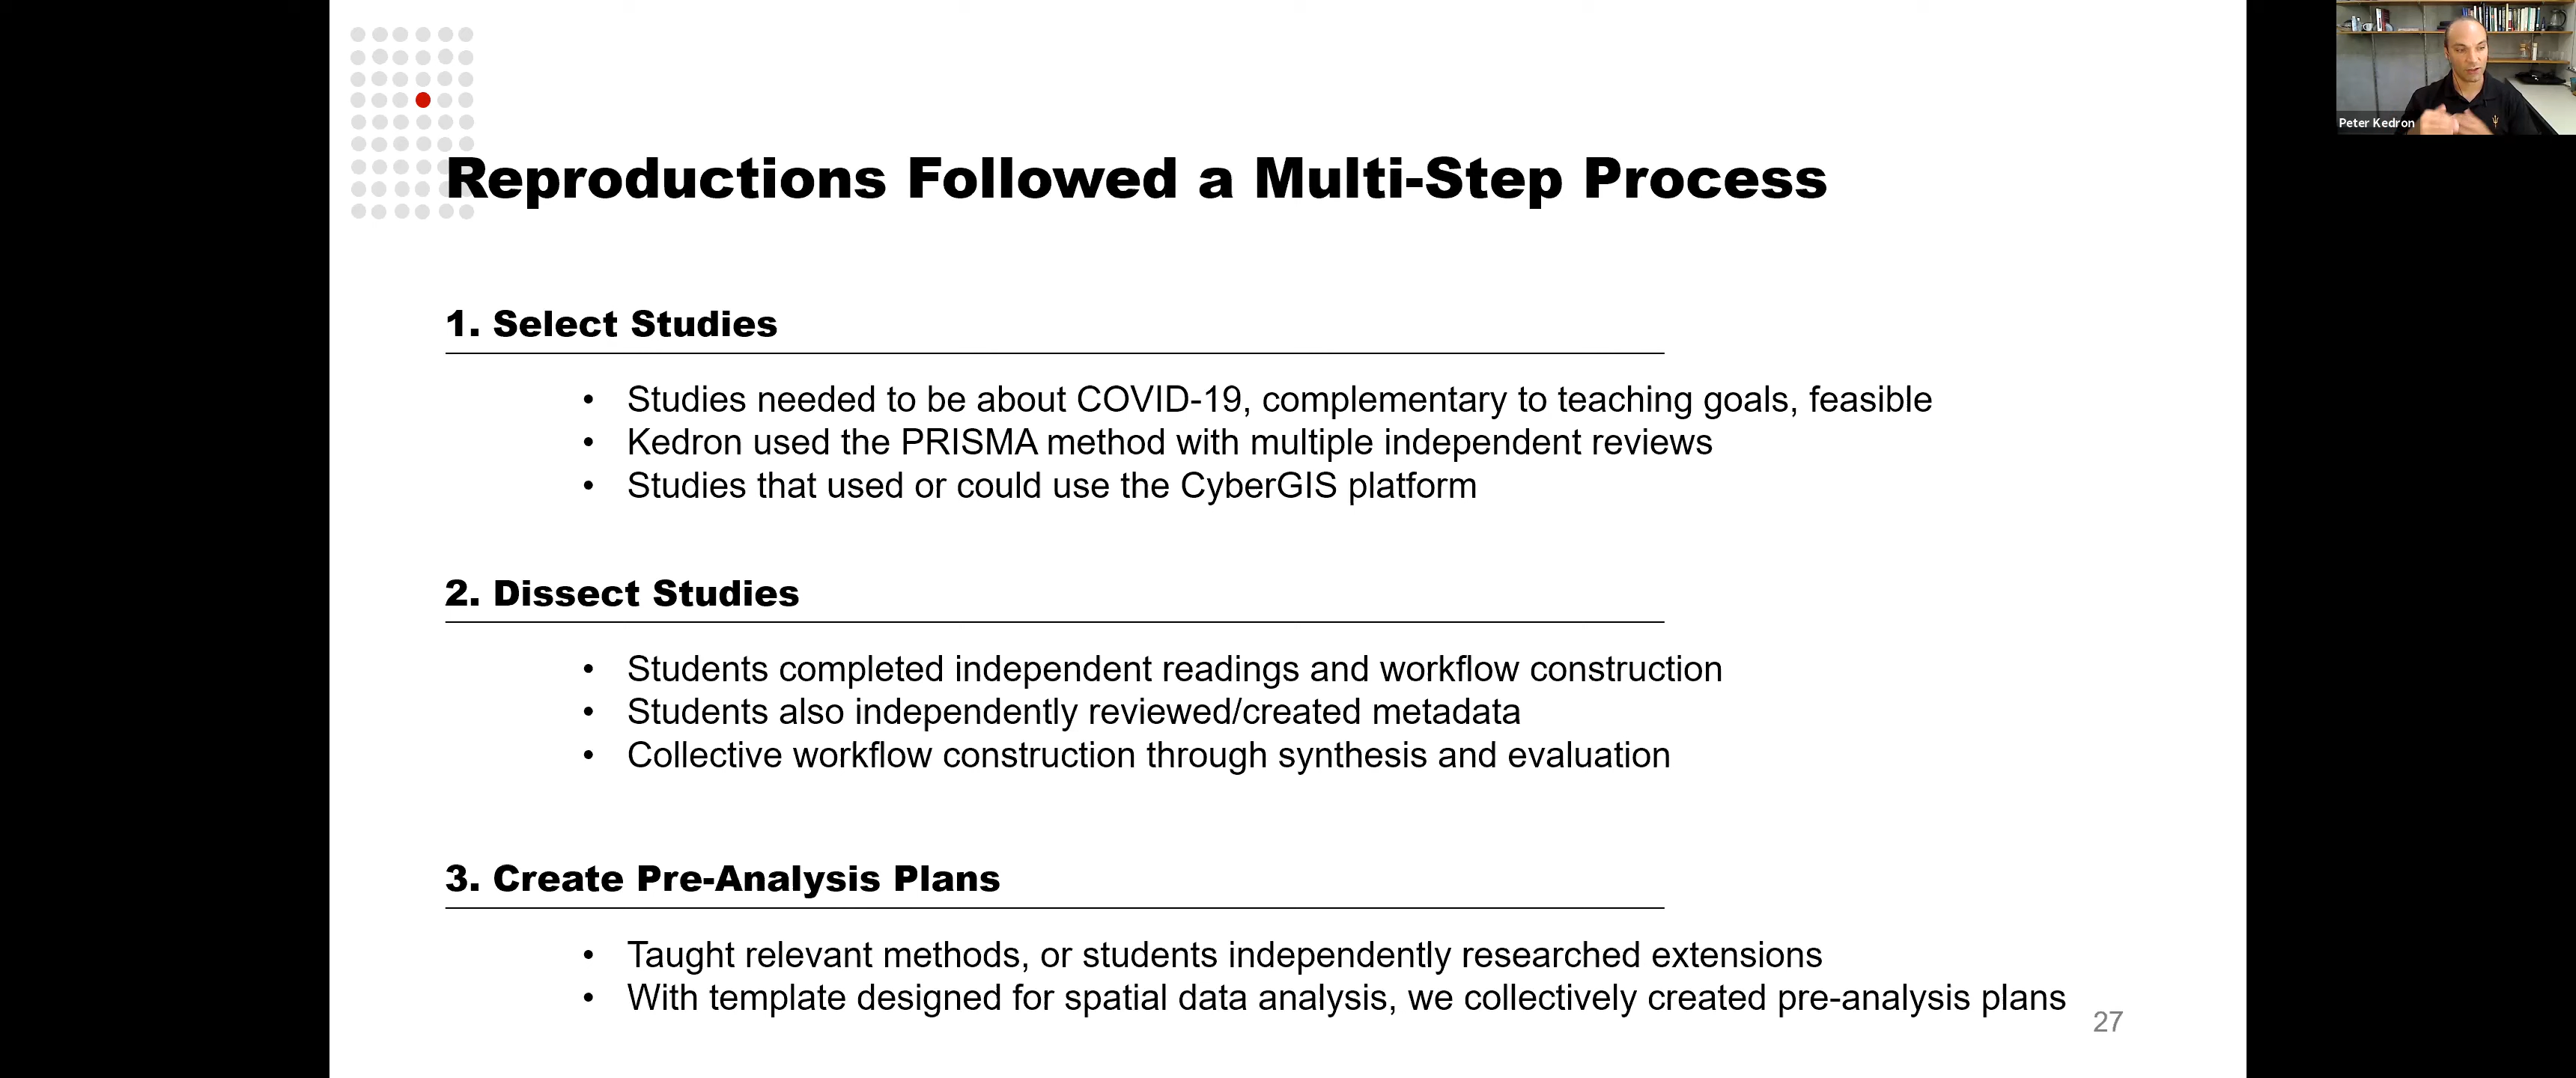 Reproductions Followed a Multi-Step Process
Peter Kedron
1. Select Studies
• Studies needed to be about COVID-19, complementary to teaching goals, feasible
• Kedron used the PRISMA method with multiple independent reviews
• Studies that used or could use the CyberGIS platform
2. Dissect Studies
• Students completed independent readings and workflow construction
• Students also independently reviewed/created metadata
• Collective workflow construction through synthesis and evaluation
3. Create Pre-Analysis Plans
• Taught relevant methods, or students independently researched extensions
• With template designed for spatial data analysis, we collectively created pre-analysis plans
27